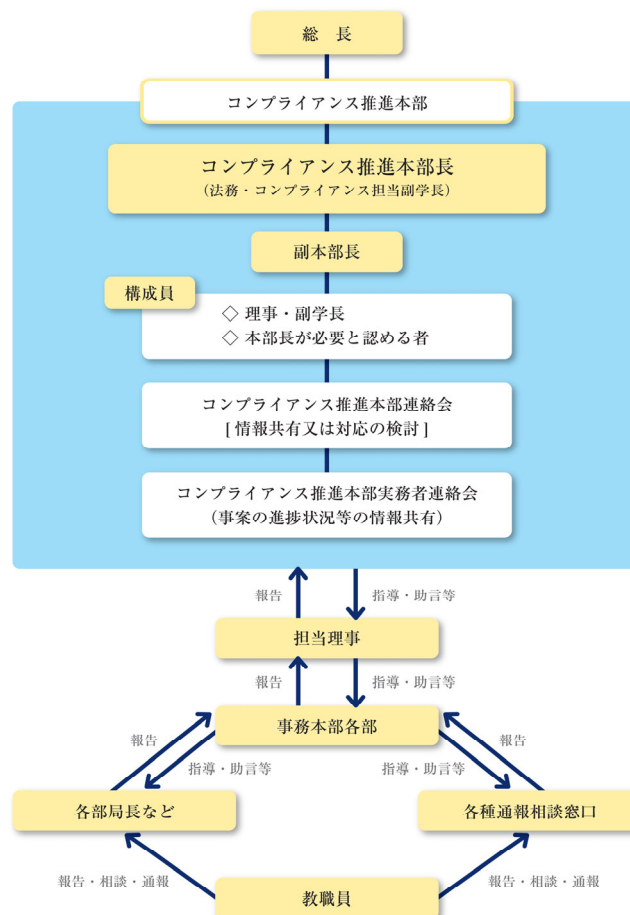 総　長
コンプライアンス推進本部
コンプライアンス推進本部長
（法務・コンプライアンス担当副学長）
副本部長
構成員
◇ 理事・副学長
◇ 本部長が必要と認める者
コンプライアンス推進本部連絡会
[ 情報共有又は対応の検討 ]
コンプライアンス推進本部実務者連絡会
（事案の進捗状況等の情報共有）
報告
指導・助言等
担当理事
報告
指導・助言等
事務本部各部
報告
指導・助言等
指導・助言等
報告
各部局長など
各種通報相談窓口
報告・相談・通報
教職員
報告・相談・通報